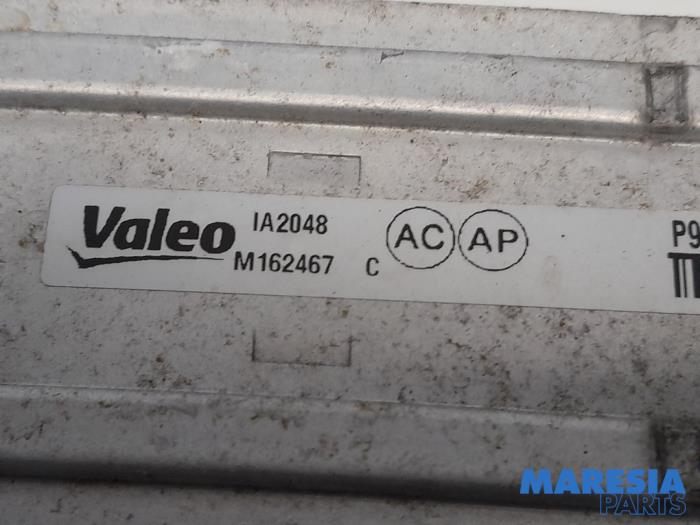 Valeo
IA2048
M162467 C
AC AP
P9
MARESIA
PARTS